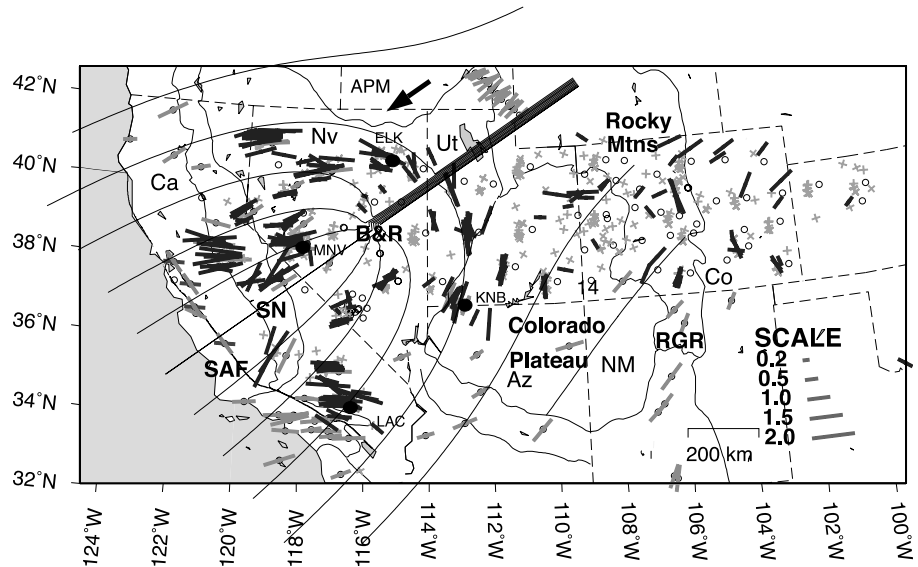 42°N
40°N
38°N
36°N
34°N
32°N
APM
Nv
ELK
Ut
Rocky
Mtns
Ca
B&R
MNV
SN
KNB
14
Co
Colorado
Plateau
SAF
Az
NM
RGR
LAC
SCALE
0.2
0.5
1.0
1.5
2.0
200 km
124°W
122°W
120°W
118°W
116°W
114°W
112°W
110°W
108°W
106°W
104°W
102°W
100°W